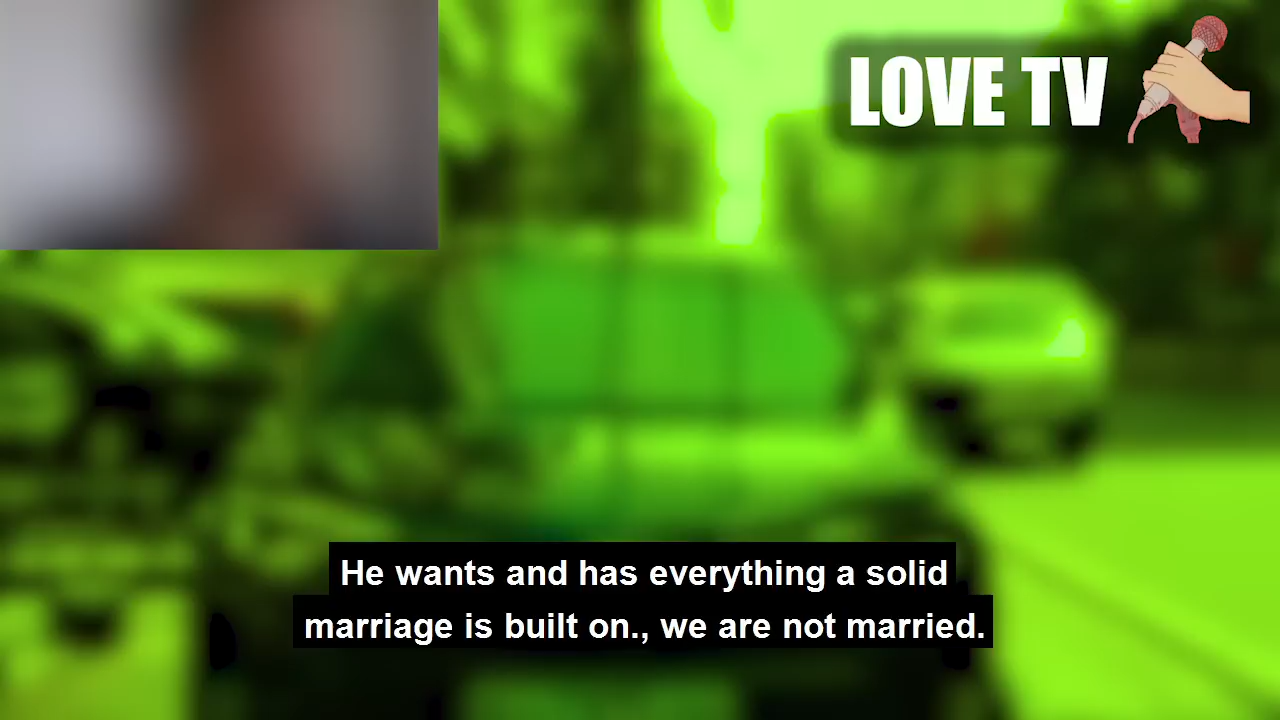 LOVE TV
He wants and has everything a solid
marriage is built on., we are not married.